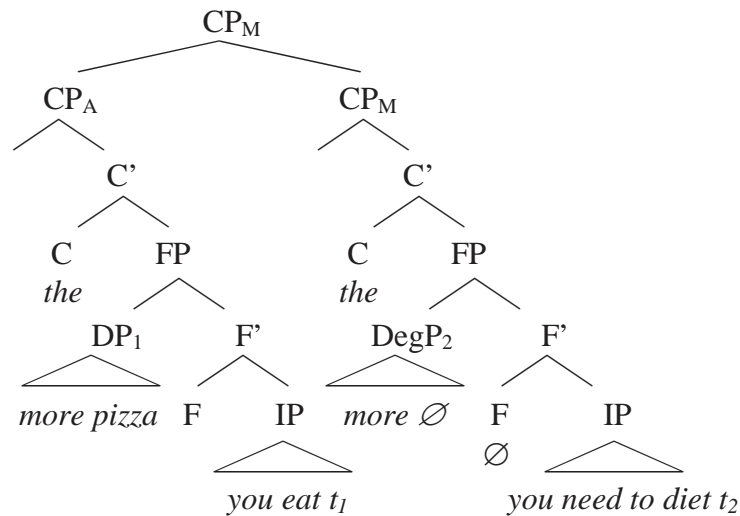 CP_M
CP_A CP_M
C’ C’
C FP C FP
the the
DP_1 F’ DegP_2 F’
more pizza F IP more ∅ F IP
∅
you eat t_1 you need to diet t_2